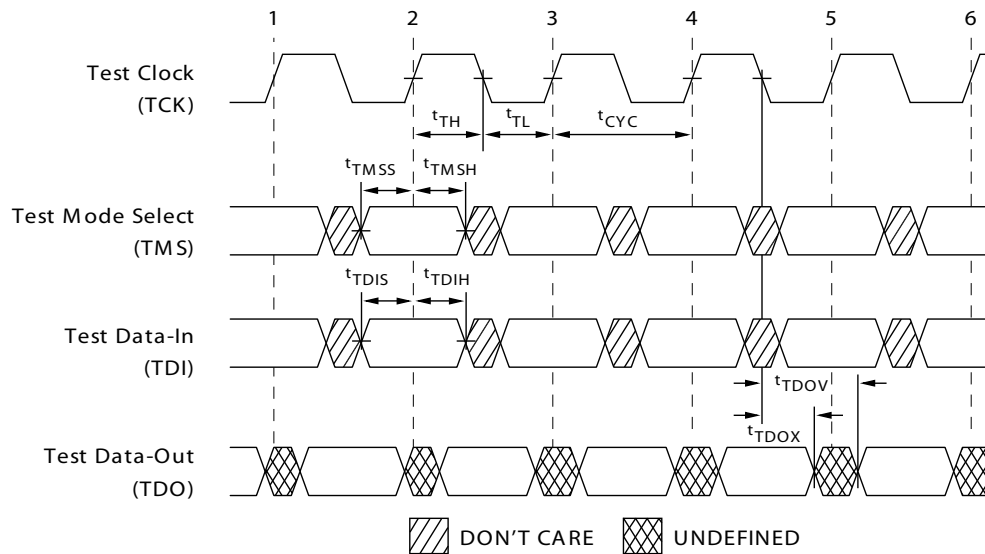 1 2 3 4 5 6
Test Clock
(TCK)
tTH tTL tCYC
tTMSS tTMSH
Test Mode Select
(TMS)
tTDIS tTDIH
Test Data-In
(TDI)
tTDOV
tTDOX
Test Data-Out
(TDO)
DON'T CARE UNDEFINED